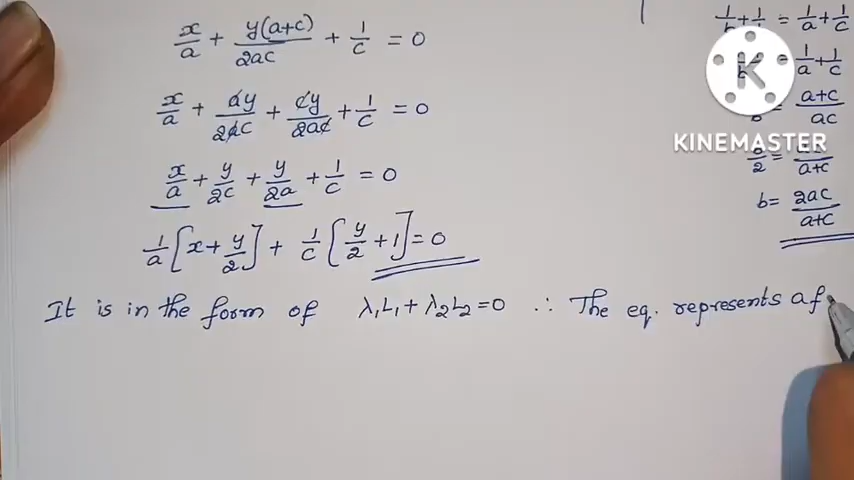 x/a + y(a+c)/2ac + 1/c = 0
x/a + ay/2ac + cy/2ac + 1/c = 0
x/a + y/2c + y/2a + 1/c = 0
1/a [x + y/2] + 1/c [y/2 + 1] = 0
It is in the form of λ₁L₁ + λ₂L₂ = 0 ∴ The eq. represents a f
= 1/a + 1/c
= 1/a + 1/c
K
= a+c/ac
KINEMASTER
b/2 = a+c
b = 2ac/a+c